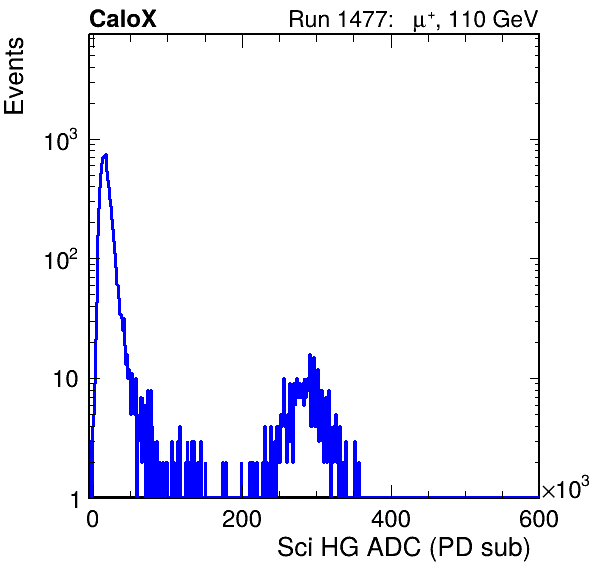 CaloX Run 1477: μ⁺, 110 GeV
Events
10³
10²
10
1
0 200 400 600
×10³
Sci HG ADC (PD sub)